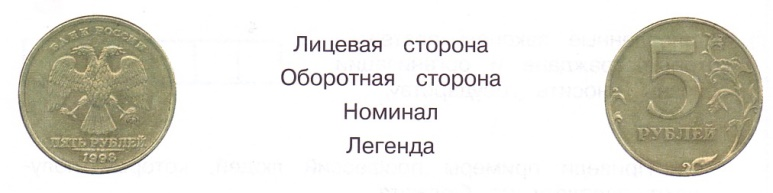 БАНК РОССИИ
ПЯТЬ РУБЛЕЙ
1998
Лицевая сторона
Оборотная сторона
Номинал
Легенда
5
РУБЛЕЙ